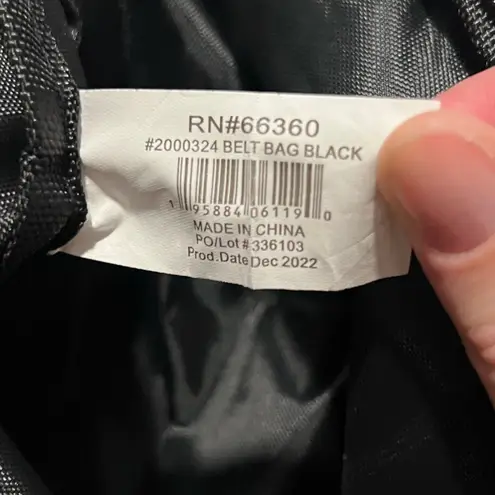 RN#66360
#2000324 BELT BAG BLACK
1 95884 06119 0
MADE IN CHINA
PO/Lot #336103
Prod. Date Dec 2022